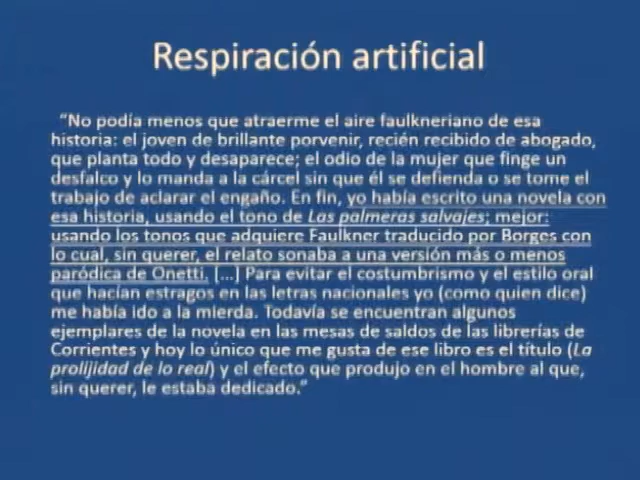 Respiración artificial
“No podía menos que atraerme el aire faulkneriano de esa
historia: el joven de brillante porvenir, recién recibido de abogado,
que planta todo y desaparece; el odio de la mujer que finge un
desfalco y lo manda a la cárcel sin que él se defienda o se tome el
trabajo de aclarar el engaño. En fin, yo había escrito una novela con
esa historia, usando el tono de Las palmeras salvajes; mejor:
usando los tonos que adquiere Faulkner traducido por Borges con
lo cual, sin querer, el relato sonaba a una versión más o menos
paródica de Onetti. [...] Para evitar el costumbrismo y el estilo oral
que hacían estragos en las letras nacionales yo (como quien dice)
me había ido a la mierda. Todavía se encuentran algunos
ejemplares de la novela en las mesas de saldos de las librerías de
Corrientes y hoy lo único que me gusta de ese libro es el título (La
prolijidad de lo real) y el efecto que produjo en el hombre al que,
sin querer, le estaba dedicado.”